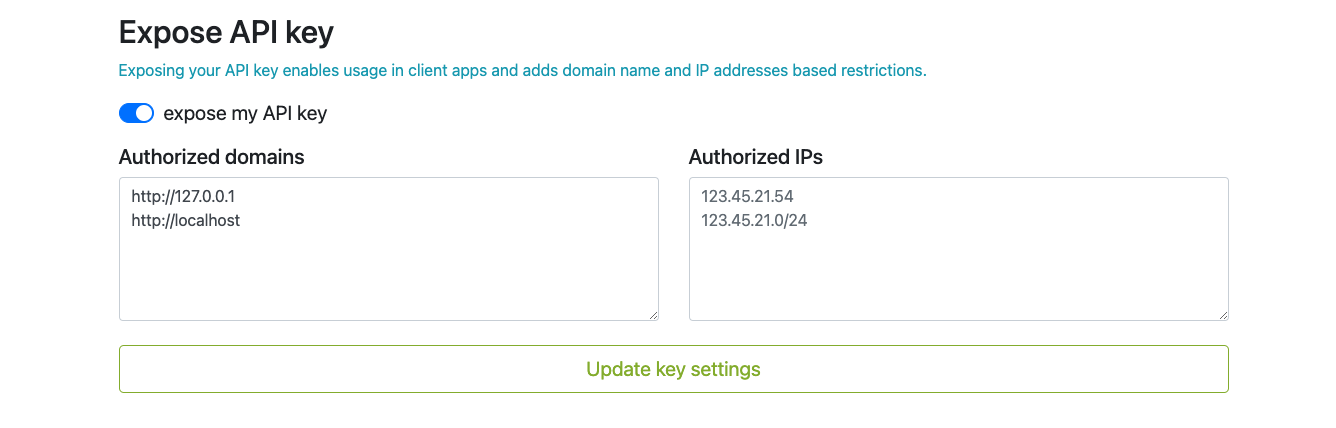 Expose API key
Exposing your API key enables usage in client apps and adds domain name and IP addresses based restrictions.
expose my API key
Authorized domains
http://127.0.0.1
http://localhost
Authorized IPs
123.45.21.54
123.45.21.0/24
Update key settings